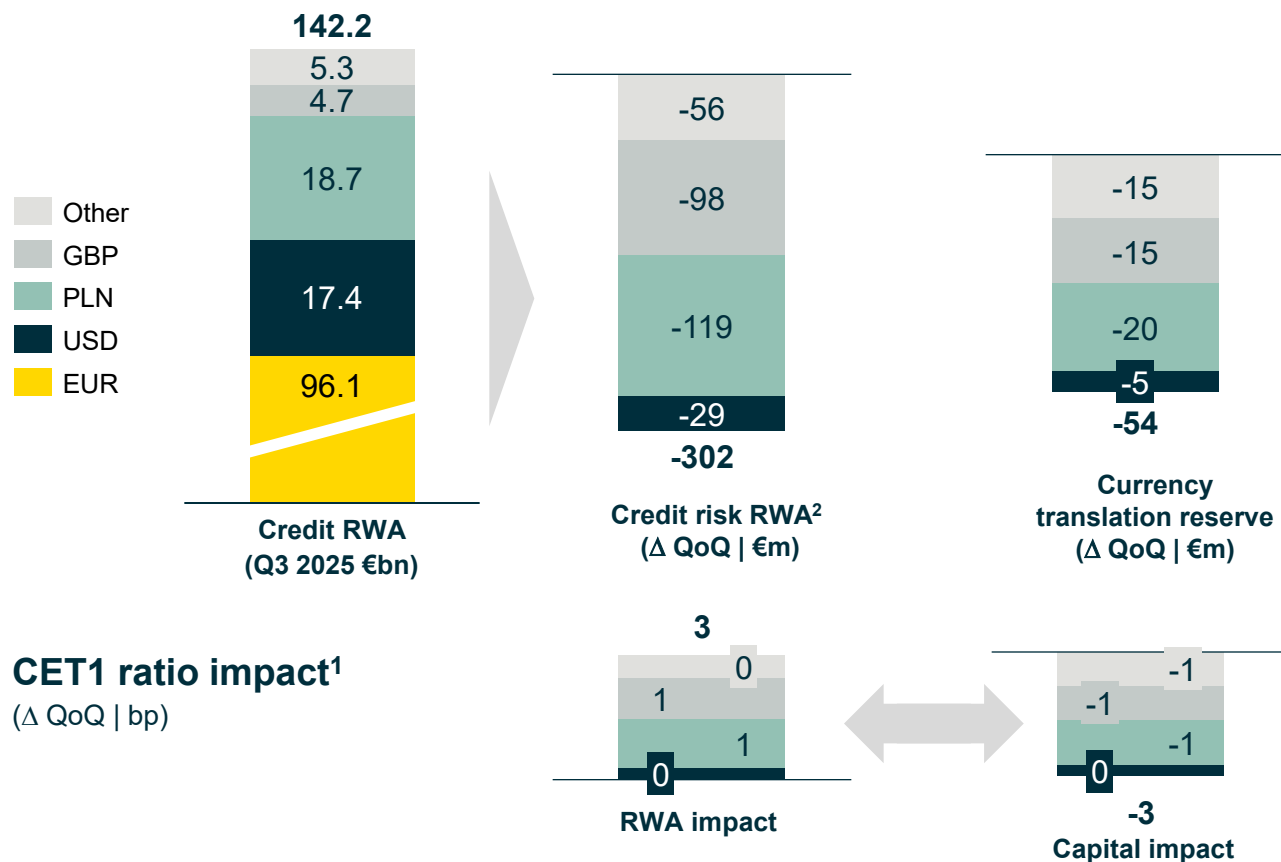 142.2
5.3
4.7
18.7
17.4
96.1
Other
GBP
PLN
USD
EUR
Credit RWA
(Q3 2025 €bn)
-56
-98
-119
-29
-302
Credit risk RWA²
(Δ QoQ | €m)
-15
-15
-20
-5
-54
Currency
translation reserve
(Δ QoQ | €m)
CET1 ratio impact¹
(Δ QoQ | bp)
3
0
1
1
0
RWA impact
-1
-1
-1
0
-3
Capital impact